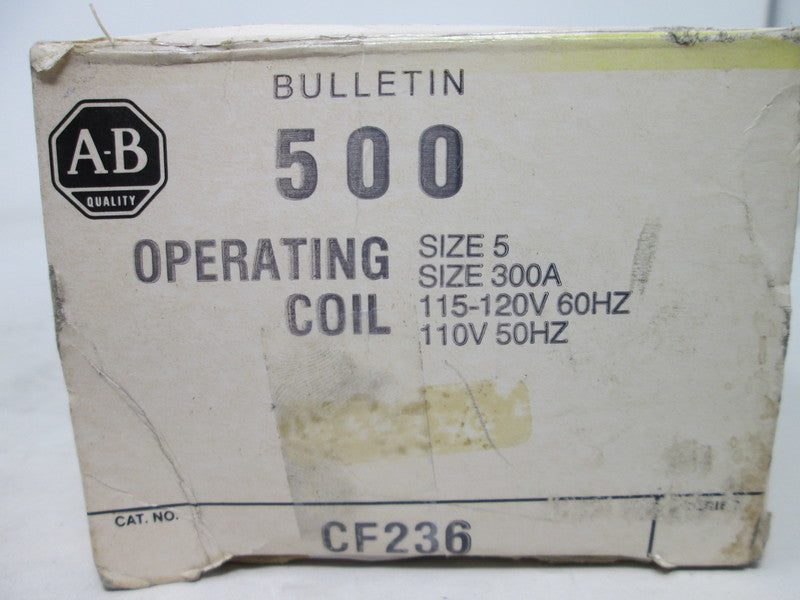 BULLETIN
500
A-B
QUALITY
OPERATING
COIL
SIZE 5
SIZE 300A
115-120V 60HZ
110V 50HZ
CAT. NO.
CF236